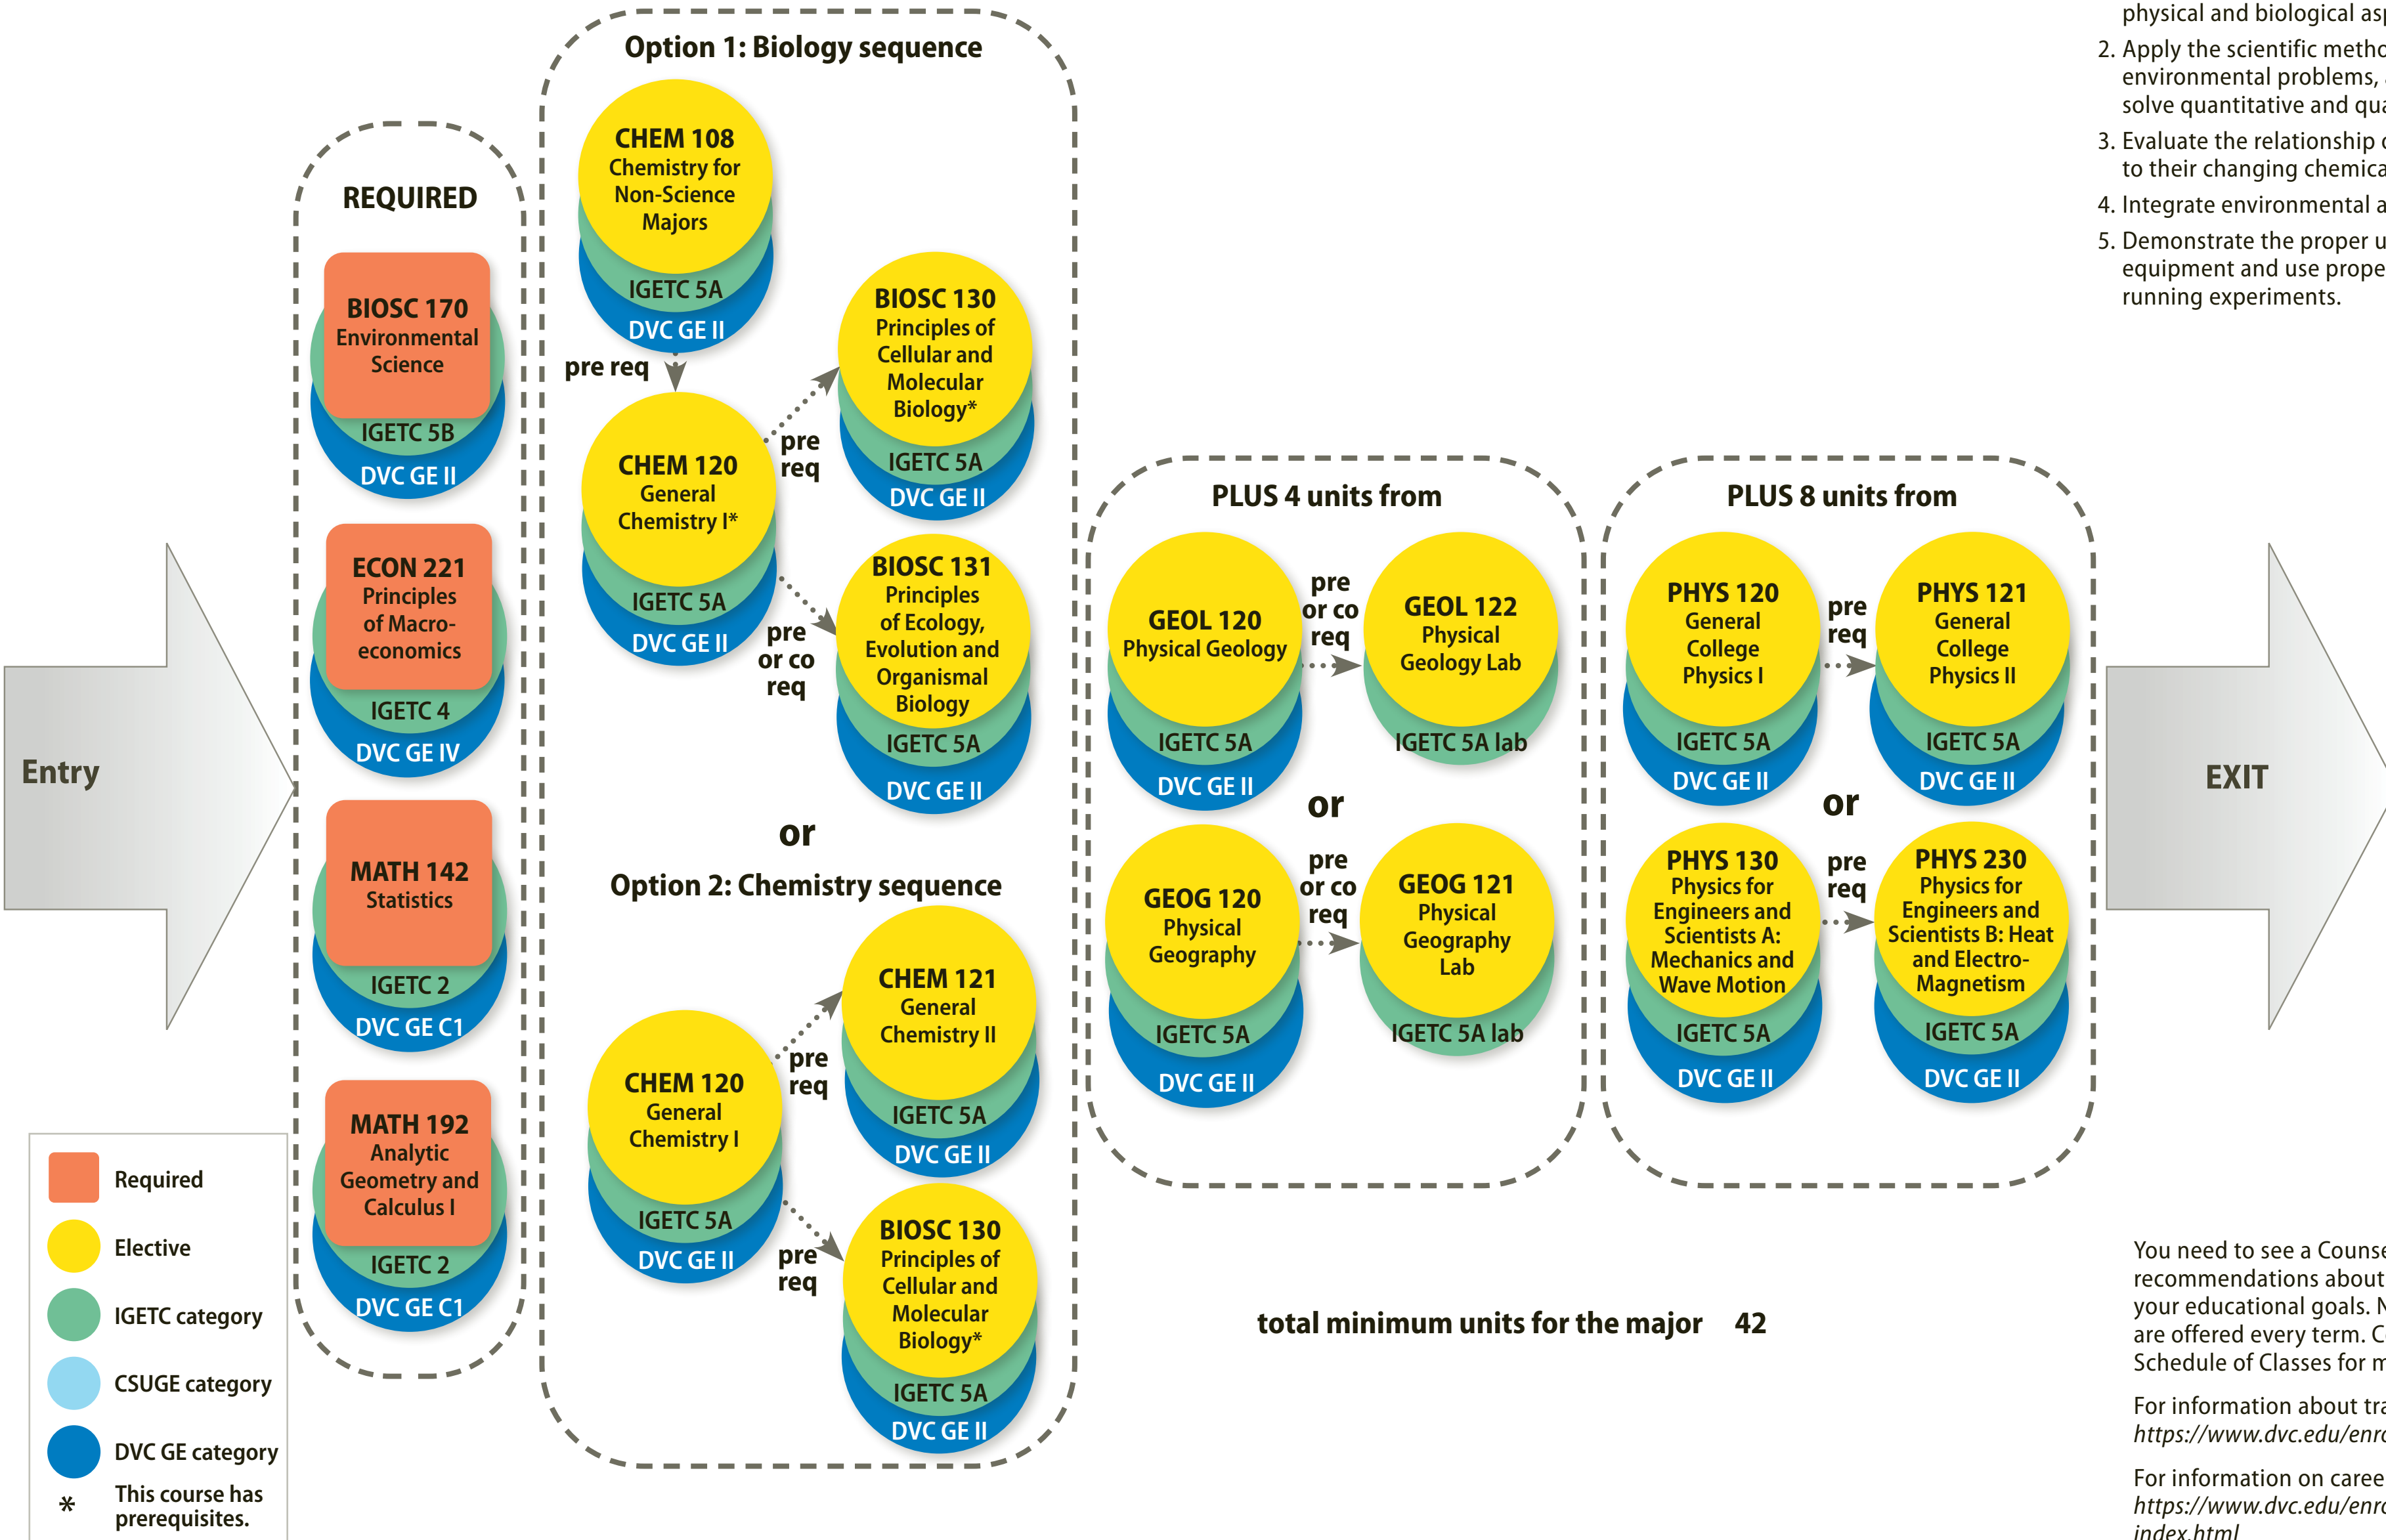 Entry
REQUIRED
BIOSC 170
Environmental
Science
IGETC 5B
DVC GE II
ECON 221
Principles
of Macro-
economics
IGETC 4
DVC GE IV
MATH 142
Statistics
IGETC 2
DVC GE C1
MATH 192
Analytic
Geometry and
Calculus I
IGETC 2
DVC GE C1
Required
Elective
IGETC category
CSUGE category
DVC GE category
* This course has
prerequisites.
Option 1: Biology sequence
CHEM 108
Chemistry for
Non-Science
Majors
IGETC 5A
DVC GE II
pre req
CHEM 120
General
Chemistry I*
IGETC 5A
DVC GE II
pre
req
BIOSC 130
Principles of
Cellular and
Molecular
Biology*
IGETC 5A
DVC GE II
pre
or co
req
BIOSC 131
Principles
of Ecology,
Evolution and
Organismal
Biology
IGETC 5A
DVC GE II
or
Option 2: Chemistry sequence
CHEM 120
General
Chemistry I
IGETC 5A
DVC GE II
pre
req
CHEM 121
General
Chemistry II
IGETC 5A
DVC GE II
pre
req
BIOSC 130
Principles of
Cellular and
Molecular
Biology*
IGETC 5A
DVC GE II
PLUS 4 units from
GEOL 120
Physical Geology
IGETC 5A
DVC GE II
pre
or co
req
GEOL 122
Physical
Geology Lab
IGETC 5A lab
or
GEOG 120
Physical
Geography
IGETC 5A
DVC GE II
pre
or co
req
GEOG 121
Physical
Geography
Lab
IGETC 5A lab
PLUS 8 units from
PHYS 120
General
College
Physics I
IGETC 5A
DVC GE II
pre
req
PHYS 121
General
College
Physics II
IGETC 5A
DVC GE II
or
PHYS 130
Physics for
Engineers and
Scientists A:
Mechanics and
Wave Motion
IGETC 5A
DVC GE II
pre
req
PHYS 230
Physics for
Engineers and
Scientists B: Heat
and Electro-
Magnetism
IGETC 5A
DVC GE II
total minimum units for the major 42
EXIT
physical and biological
2. Apply the scientific
environmental problems,
solve quantitative and
3. Evaluate the relationship
to their changing
4. Integrate environmental
5. Demonstrate the proper
equipment and use
running experiments.
You need to see a
recommendations about
your educational goals.
are offered every term.
Schedule of Classes for
For information about
https://www.dvc.edu/
For information on
https://www.dvc.edu/
index.html